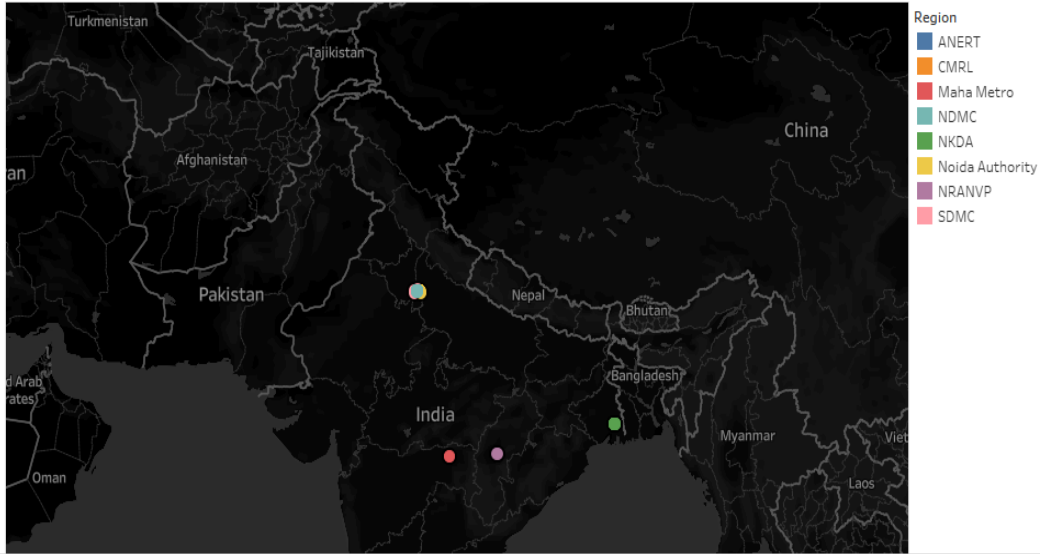 Turkmenistan
Tajikistan
China
Afghanistan
an
Pakistan
Nepal
Bhutan
d Arab
rates
Bangladesh
India
Myanmar
Viet
Oman
Laos
Region
ANERT
CMRL
Maha Metro
NDMC
NKDA
Noida Authority
NRANVP
SDMC